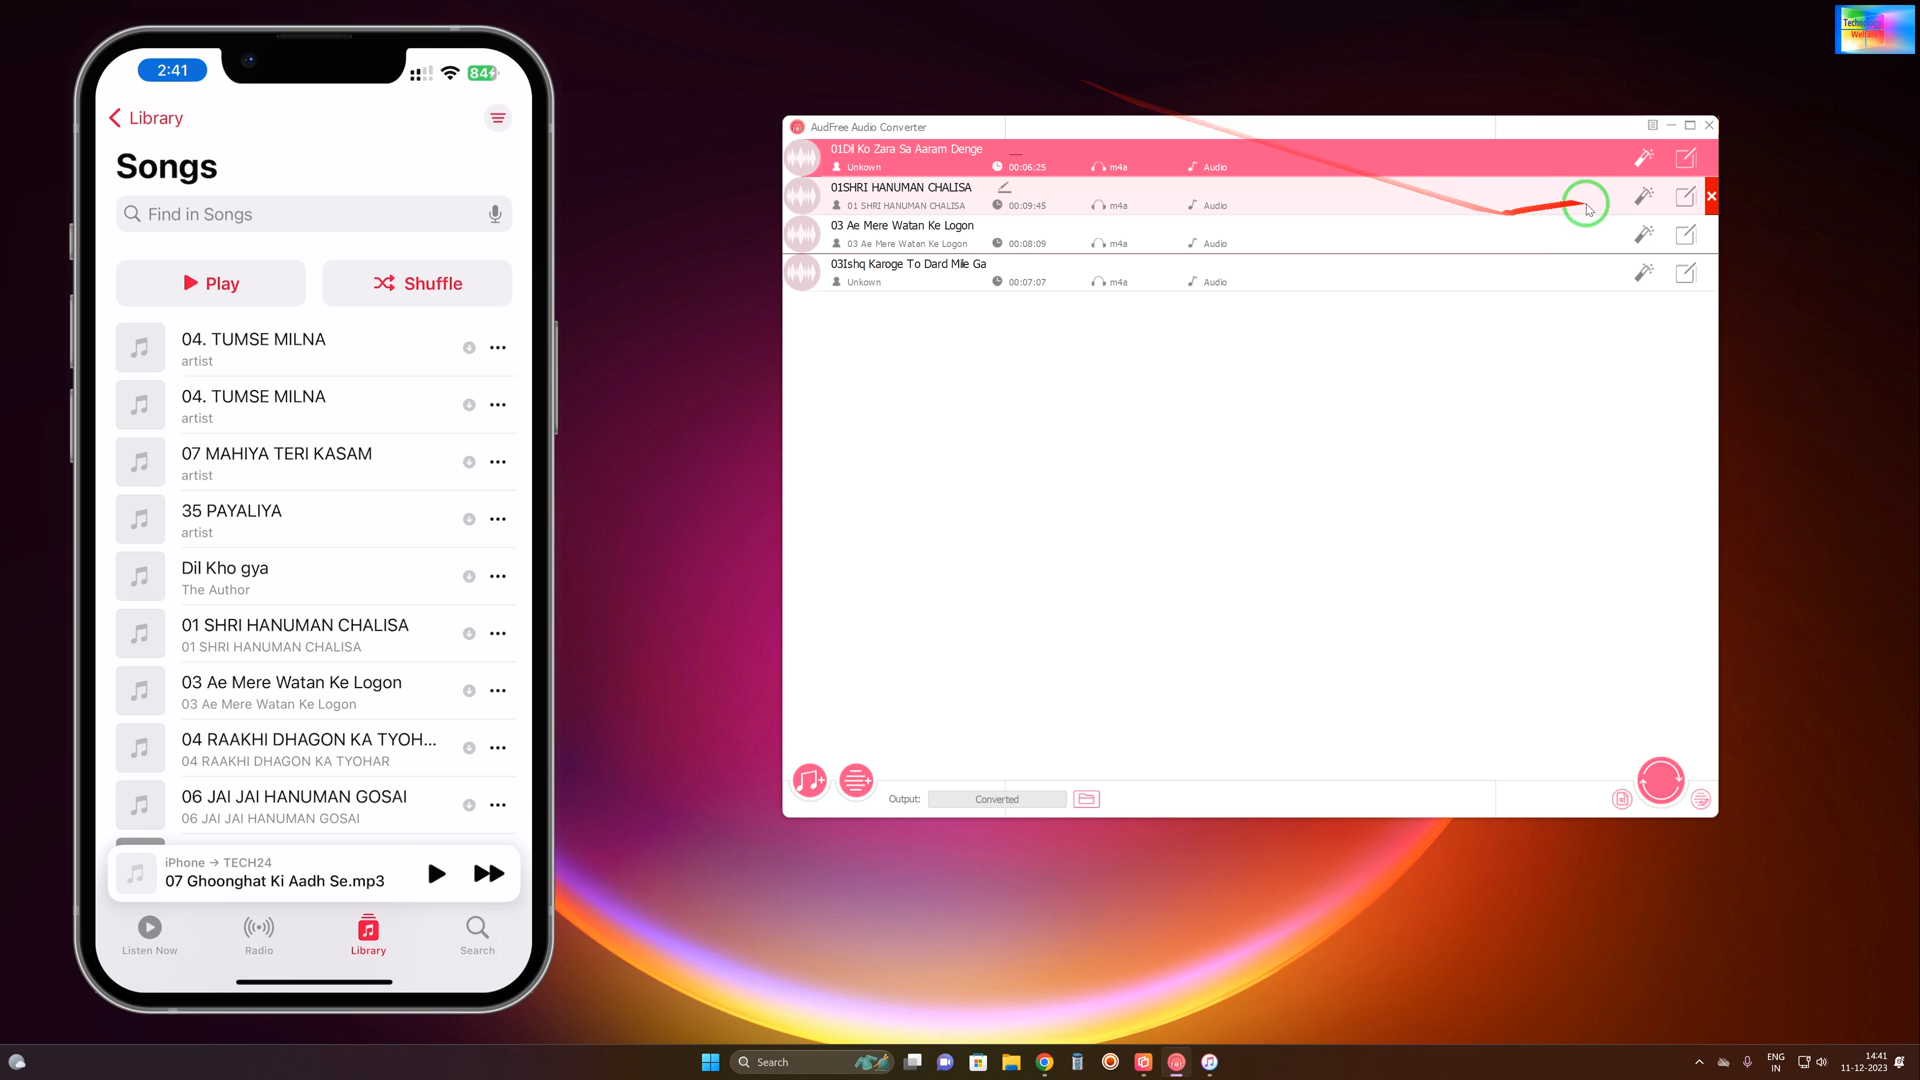 2:41
84
Library
Songs
Find in Songs
Play
Shuffle
04. TUMSE MILNA
artist
04. TUMSE MILNA
artist
07 MAHIYA TERI KASAM
artist
35 PAYALIYA
artist
Dil Kho gya
The Author
01 SHRI HANUMAN CHALISA
01 SHRI HANUMAN CHALISA
03 Ae Mere Watan Ke Logon
03 Ae Mere Watan Ke Logon
04 RAAKHI DHAGON KA TYOH...
04 RAAKHI DHAGON KA TYOHAR
06 JAI JAI HANUMAN GOSAI
06 JAI JAI HANUMAN GOSAI
iPhone → TECH24
07 Ghoonghat Ki Aadh Se.mp3
Listen Now
Radio
Library
Search
AudFree Audio Converter
01Dil Ko Zara Sa Aaram Denge
Unkown 00:06:25 m4a Audio
01SHRI HANUMAN CHALISA
01 SHRI HANUMAN CHALISA 00:09:45 m4a Audio
03 Ae Mere Watan Ke Logon
03 Ae Mere Watan Ke Logon 00:08:09 m4a Audio
03Ishq Karoge To Dard Mile Ga
Unkown 00:07:07 m4a Audio
Output: Converted
Technology
Welfare
Search
ENG
IN
14:41
11-12-2023